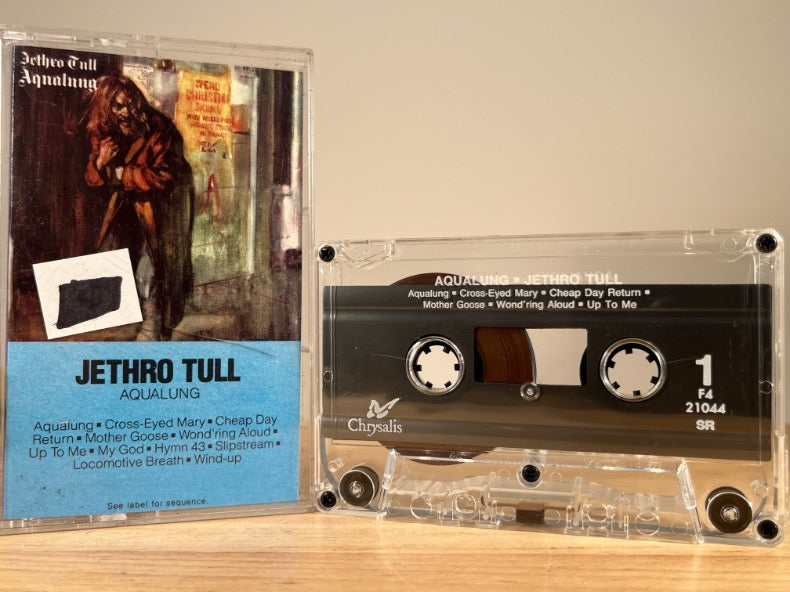 Jethro Tull
Aqualung
SPEND
CHRISTMAS
JETHRO TULL
AQUALUNG
Aqualung ▪ Cross-Eyed Mary ▪ Cheap Day
Return ▪ Mother Goose ▪ Wond'ring Aloud ▪
Up To Me ▪ My God ▪ Hymn 43 ▪ Slipstream ▪
Locomotive Breath ▪ Wind-up
See label for sequence.
AQUALUNG ▪ JETHRO TULL
Aqualung ▪ Cross-Eyed Mary ▪ Cheap Day Return ▪
Mother Goose ▪ Wond'ring Aloud ▪ Up To Me
1
F4
21044
SR
Chrysalis